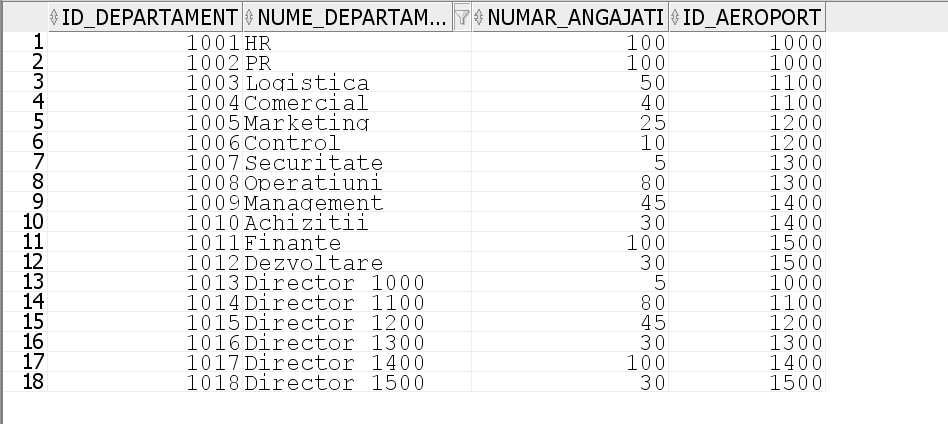 ID_DEPARTAMENT NUME_DEPARTAM... NUMAR_ANGAJATI ID_AEROPORT
1 1001 HR 100 1000
2 1002 PR 100 1000
3 1003 Logistica 50 1100
4 1004 Comercial 40 1100
5 1005 Marketing 25 1200
6 1006 Control 10 1200
7 1007 Securitate 5 1300
8 1008 Operatiuni 80 1300
9 1009 Management 45 1400
10 1010 Achizitii 30 1400
11 1011 Finante 100 1500
12 1012 Dezvoltare 30 1500
13 1013 Director 1000 5 1000
14 1014 Director 1100 80 1100
15 1015 Director 1200 45 1200
16 1016 Director 1300 30 1300
17 1017 Director 1400 100 1400
18 1018 Director 1500 30 1500